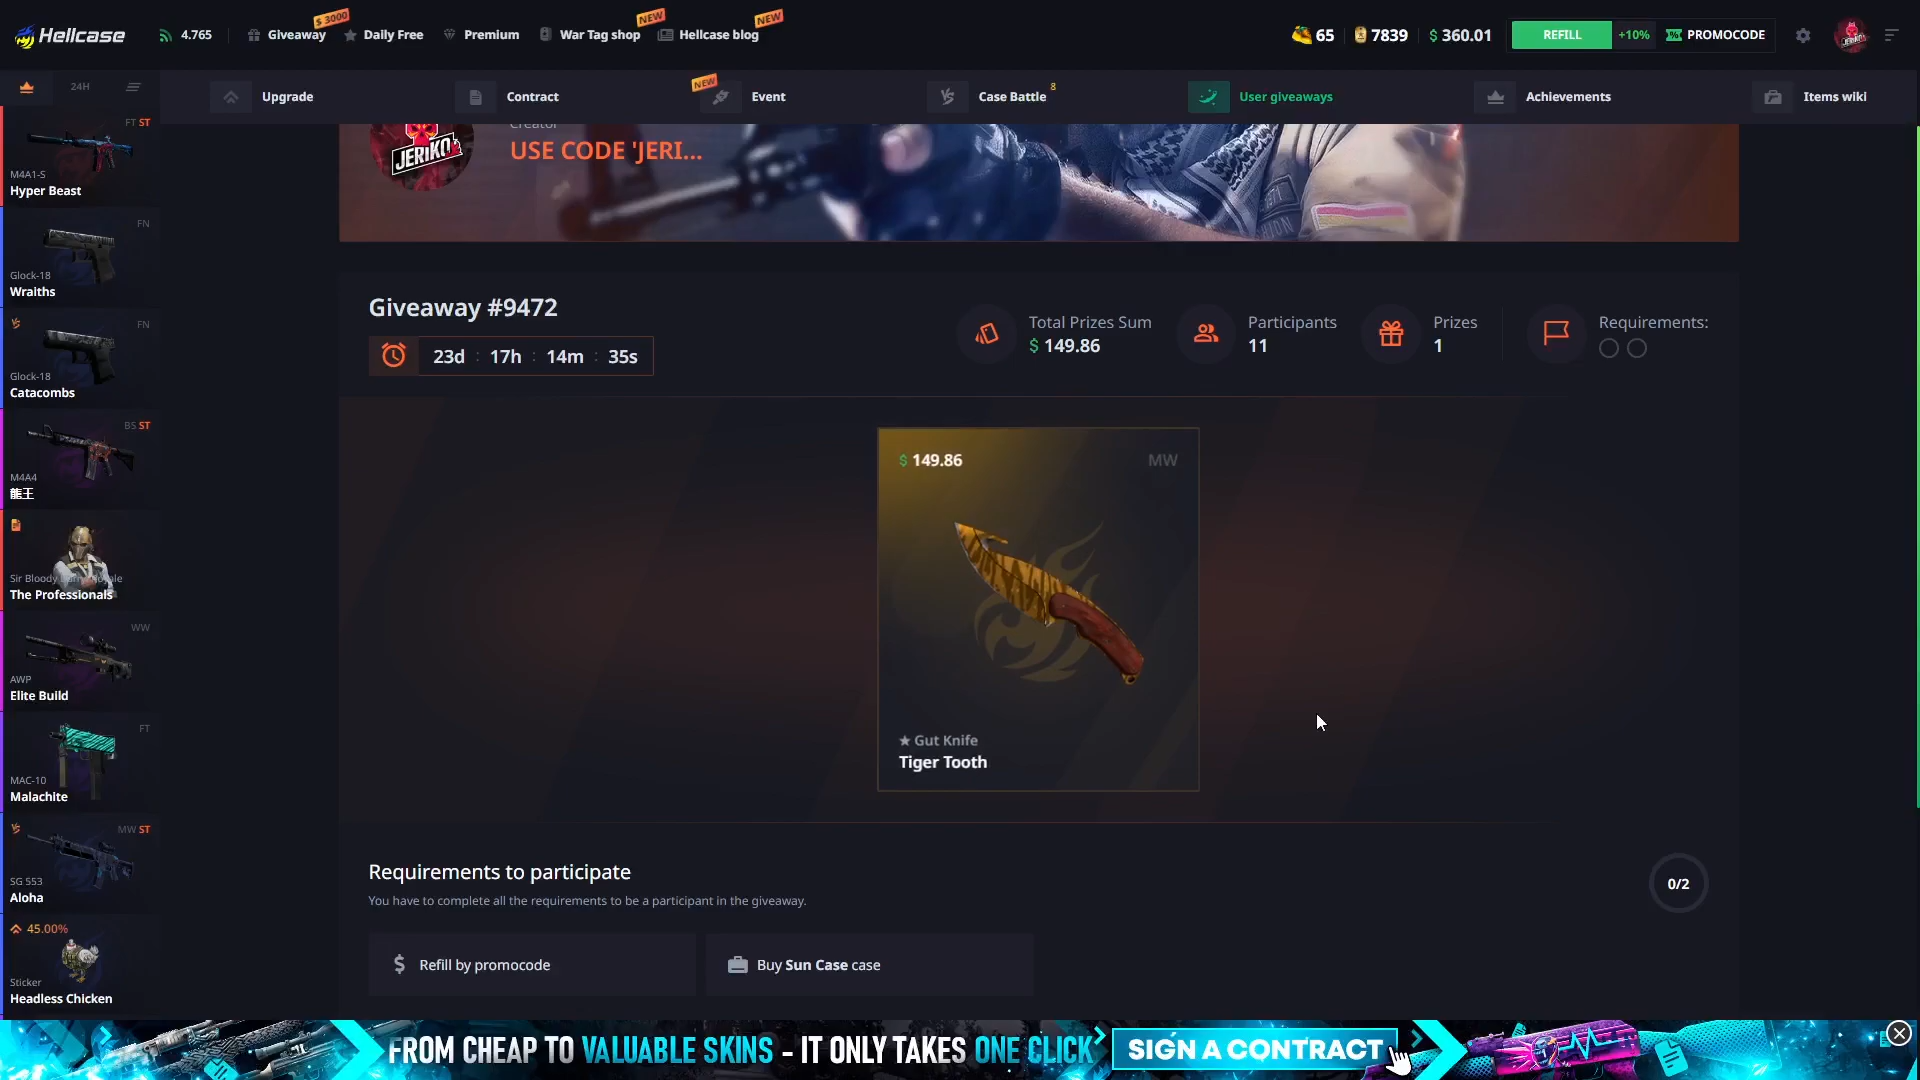 Hellcase
4.765
Giveaway
$ 3000
Daily Free
Premium
War Tag shop
NEW
Hellcase blog
NEW
65
7839
$ 360.01
REFILL
+10%
PROMOCODE
24H
Upgrade
Contract
NEW
Event
Case Battle
8
User giveaways
Achievements
Items wiki
FT ST
M4A1-S
Hyper Beast
FN
Glock-18
Wraiths
FN
Glock-18
Catacombs
BS ST
M4A4
龍王
Sir Bloody
The Professionals
WW
AWP
Elite Build
FT
MAC-10
Malachite
MW ST
SG 553
Aloha
45.00%
Sticker
Headless Chicken
JERIKO
Creator
USE CODE 'JERI...
Giveaway #9472
23d : 17h : 14m : 35s
Total Prizes Sum
$ 149.86
Participants
11
Prizes
1
Requirements:
$ 149.86
MW
★ Gut Knife
Tiger Tooth
Requirements to participate
You have to complete all the requirements to be a participant in the giveaway.
0/2
$ Refill by promocode
Buy Sun Case case
FROM CHEAP TO VALUABLE SKINS - IT ONLY TAKES ONE CLICK
SIGN A CONTRACT